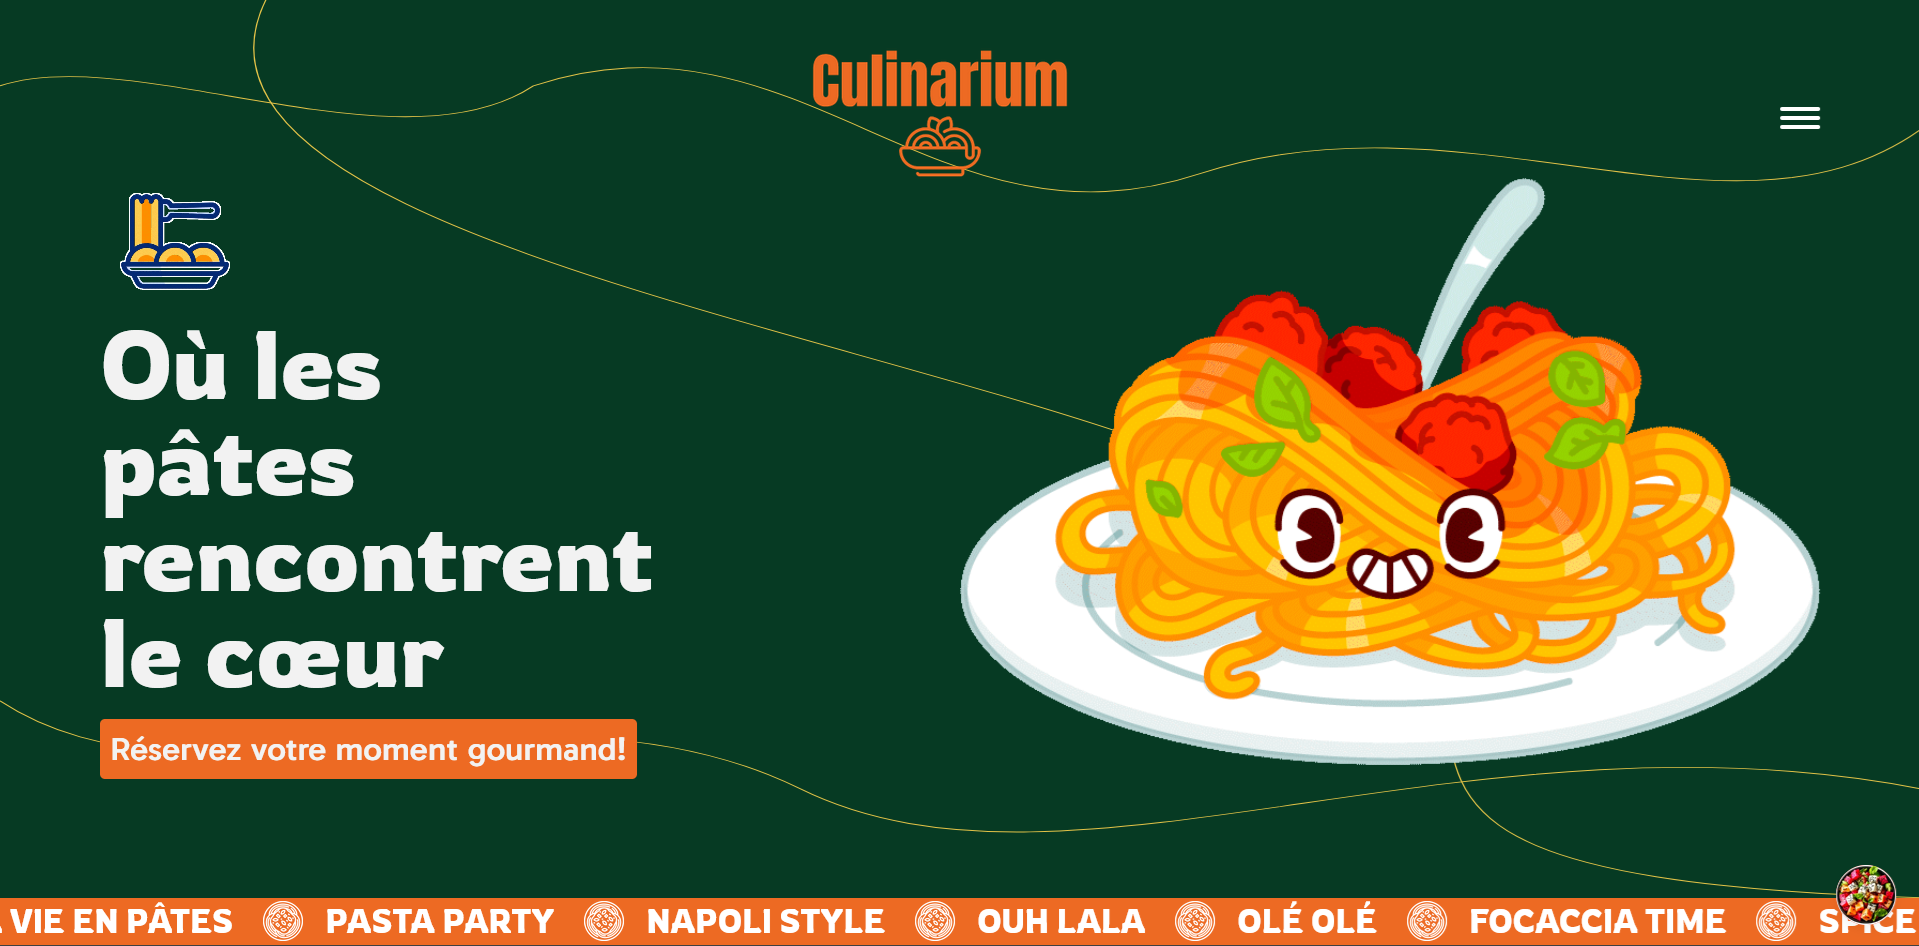 Culinarium
Où les
pâtes
rencontrent
le cœur
Réservez votre moment gourmand!
VIE EN PÂTES PASTA PARTY NAPOLI STYLE OUH LALA OLÉ OLÉ FOCACCIA TIME